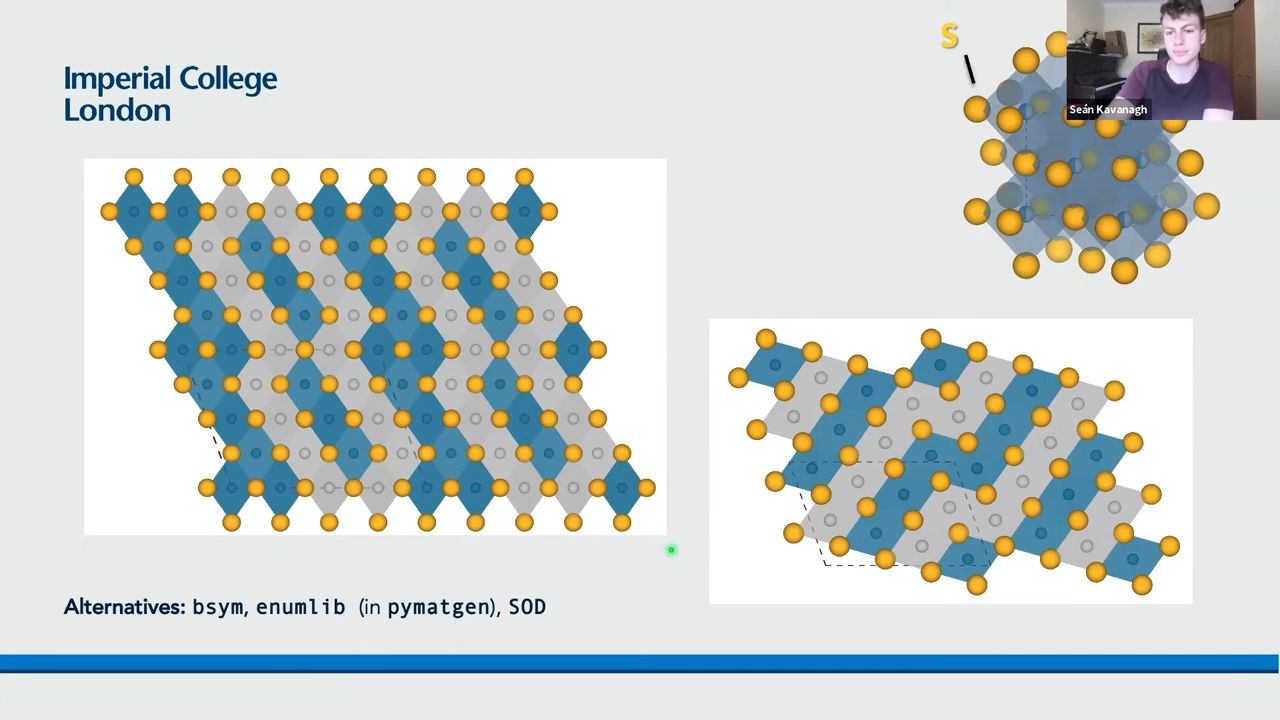 S
Seán Kavanagh
Imperial College
London
Alternatives: bsym, enumlib (in pymatgen), SOD